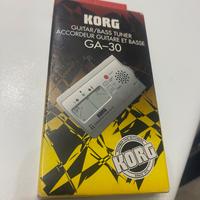 KORG
GUITAR/BASS TUNER
ACCORDEUR GUITARE ET BASSE
GA-30
KORG